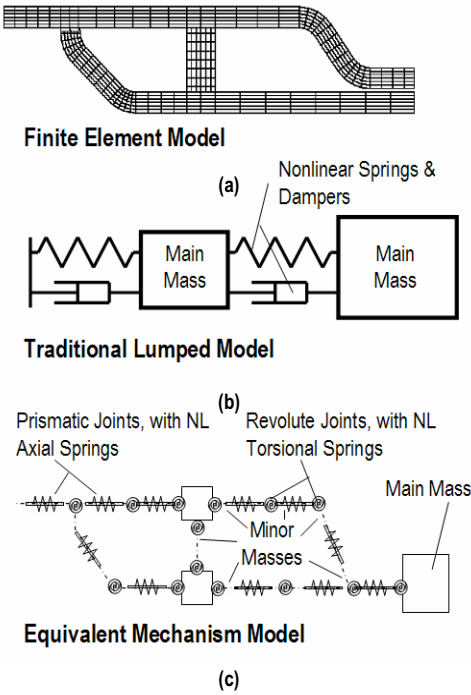 Finite Element Model
(a)
Nonlinear Springs &
Dampers
Main
Mass
Main
Mass
Traditional Lumped Model
(b)
Prismatic Joints, with NL
Axial Springs
Revolute Joints, with NL
Torsional Springs
Main Mass
Minor
Masses
Equivalent Mechanism Model
(c)